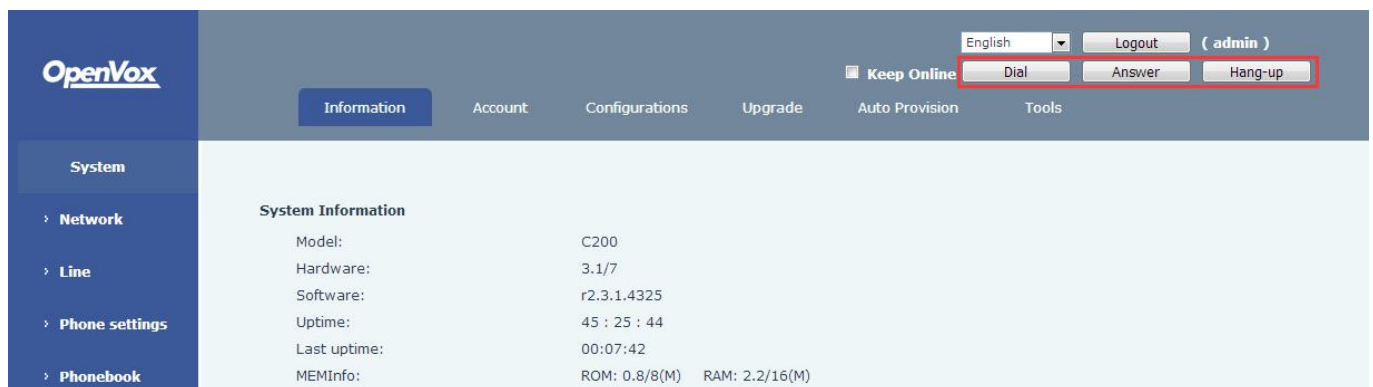 OpenVox
English Logout ( admin )
Keep Online Dial Answer Hang-up
Information Account Configurations Upgrade Auto Provision Tools
System
› Network
› Line
› Phone settings
› Phonebook
System Information
Model: C200
Hardware: 3.1/7
Software: r2.3.1.4325
Uptime: 45 : 25 : 44
Last uptime: 00:07:42
MEMInfo: ROM: 0.8/8(M) RAM: 2.2/16(M)